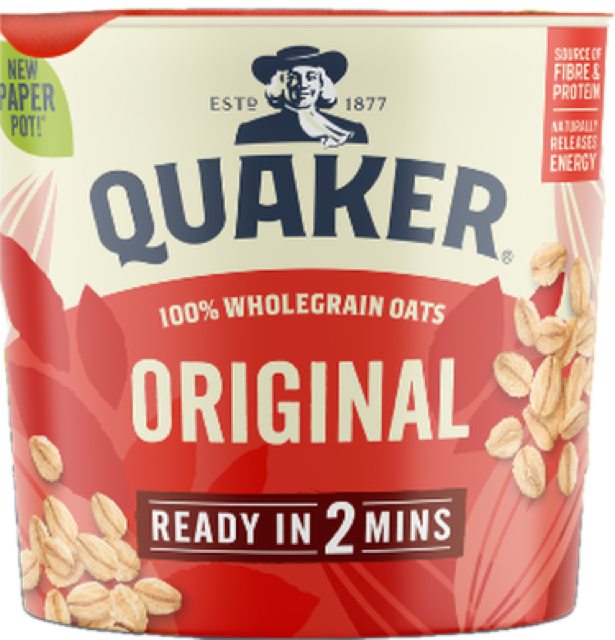 NEW
PAPER
POT!*
ESTD 1877
SOURCE OF
FIBRE &
PROTEIN
NATURALLY
RELEASES
ENERGY
QUAKER®
100% WHOLEGRAIN OATS
ORIGINAL
READY IN 2 MINS